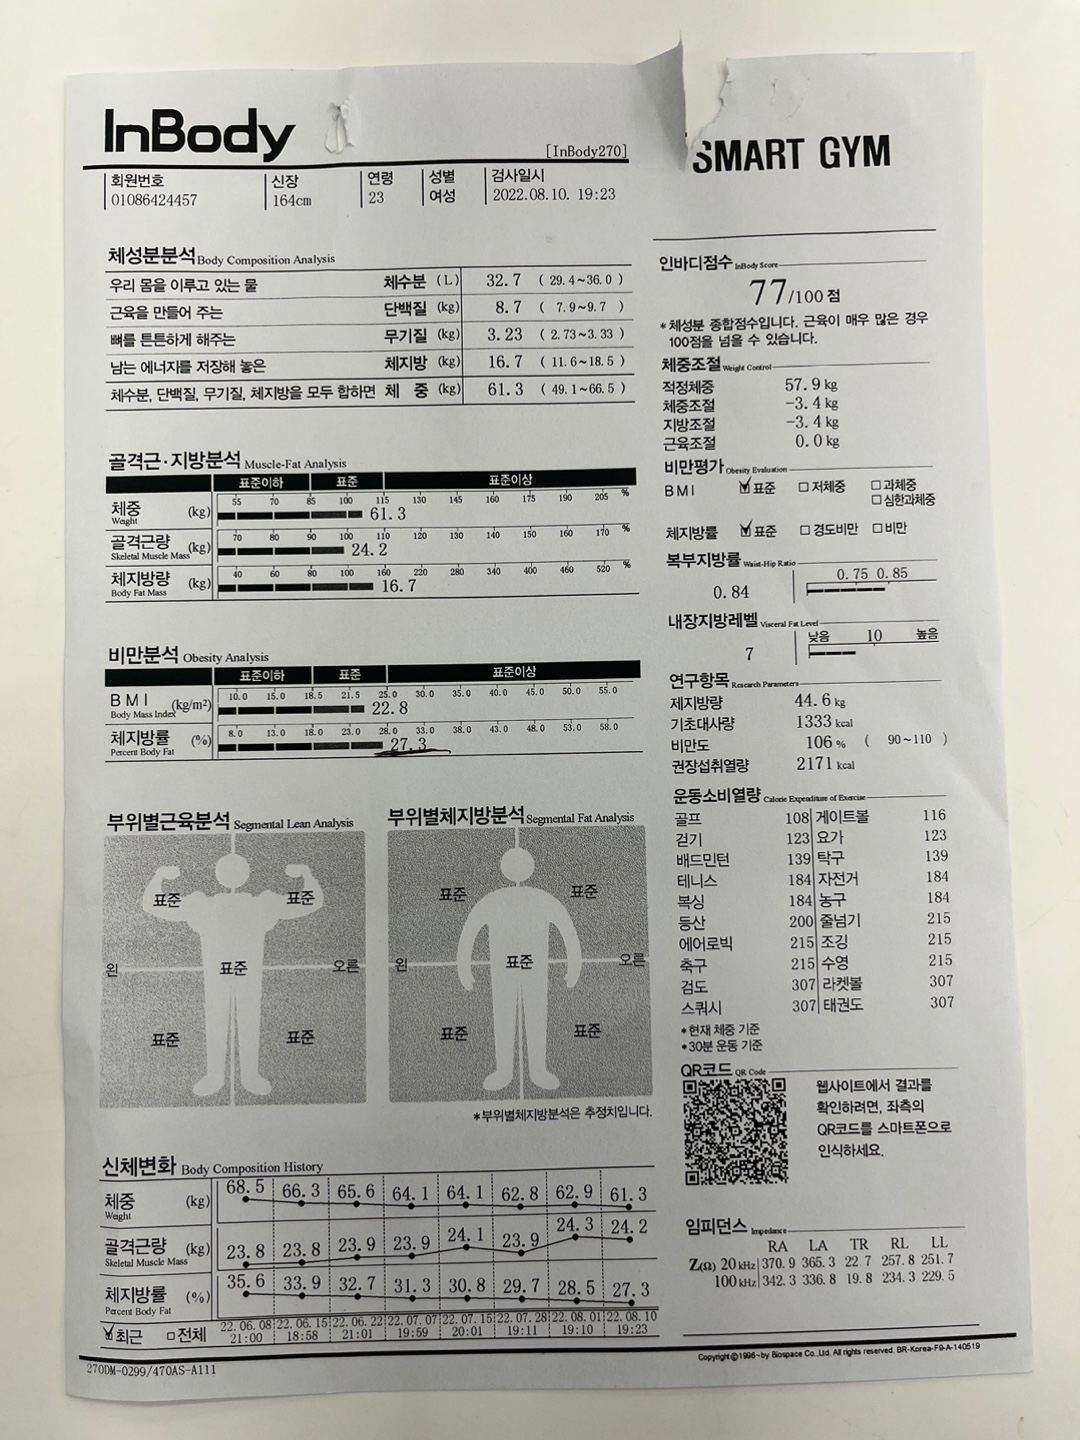 InBody
[InBody270]
SMART GYM
회원번호 신장 연령 성별 검사일시
01086424457 164cm 23 여성 2022.08.10. 19:23
체성분분석 Body Composition Analysis
우리 몸을 이루고 있는 물 체수분 (L) 32.7 ( 29.4~36.0 )
근육을 만들어 주는 단백질 (kg) 8.7 ( 7.9~9.7 )
뼈를 튼튼하게 해주는 무기질 (kg) 3.23 ( 2.73~3.33 )
남는 에너지를 저장해 놓은 체지방 (kg) 16.7 ( 11.6~18.5 )
체수분, 단백질, 무기질, 체지방을 모두 합하면 체 중 (kg) 61.3 ( 49.1~66.5 )
골격근·지방분석 Muscle-Fat Analysis
표준이하 표준 표준이상
체중 (kg) 55 70 85 100 115 130 145 160 175 190 205 %
Weight 61.3
골격근량 (kg) 70 80 90 100 110 120 130 140 150 160 170 %
Skeletal Muscle Mass 24.2
체지방량 (kg) 40 60 80 100 160 220 280 340 400 460 520 %
Body Fat Mass 16.7
비만분석 Obesity Analysis
표준이하 표준 표준이상
BMI (kg/m²) 10.0 15.0 18.5 21.5 25.0 30.0 35.0 40.0 45.0 50.0 55.0
Body Mass Index 22.8
체지방률 (%) 8.0 13.0 18.0 23.0 28.0 33.0 38.0 43.0 48.0 53.0 58.0
Percent Body Fat 27.3
부위별근육분석 Segmental Lean Analysis
표준 표준
왼 표준 오른
표준 표준
부위별체지방분석 Segmental Fat Analysis
표준 표준
왼 표준 오른
표준 표준
*부위별체지방분석은 추정치입니다.
신체변화 Body Composition History
체중 (kg) 68.5 66.3 65.6 64.1 64.1 62.8 62.9 61.3
Weight
골격근량 (kg) 23.8 23.8 23.9 23.9 24.1 23.9 24.3 24.2
Skeletal Muscle Mass
체지방률 (%) 35.6 33.9 32.7 31.3 30.8 29.7 28.5 27.3
Percent Body Fat
최근 전체 22.06.08 22.06.15 22.06.22 22.07.07 22.07.15 22.07.28 22.08.01 22.08.10
21:00 18:58 21:01 19:59 20:01 19:11 19:10 19:23
인바디점수 InBody Score
77/100 점
*체성분 종합점수입니다. 근육이 매우 많은 경우
100점을 넘을 수 있습니다.
체중조절 Weight Control
적정체중 57.9 kg
체중조절 -3.4 kg
지방조절 -3.4 kg
근육조절 0.0 kg
비만평가 Obesity Evaluation
BMI 표준 저체중 과체중
심한과체중
체지방률 표준 경도비만 비만
복부지방률 Waist-Hip Ratio
0.84 0.75 0.85
내장지방레벨 Visceral Fat Level
7 낮음 10 높음
연구항목 Research Parameters
제지방량 44.6 kg
기초대사량 1333 kcal
비만도 106 % ( 90~110 )
권장섭취열량 2171 kcal
운동소비열량 Calorie Expenditure of Exercise
골프 108 게이트볼 116
걷기 123 요가 123
배드민턴 139 탁구 139
테니스 184 자전거 184
복싱 184 농구 184
등산 200 줄넘기 215
에어로빅 215 조깅 215
축구 215 수영 215
검도 307 라켓볼 307
스쿼시 307 태권도 307
*현재 체중 기준
*30분 운동 기준
QR코드 QR Code
웹사이트에서 결과를
확인하려면, 좌측의
QR코드를 스마트폰으로
인식하세요.
임피던스 Impedance
RA LA TR RL LL
Z(Ω) 20 kHz 370.9 365.3 22.7 257.8 251.7
100 kHz 342.3 336.8 19.8 234.3 229.5
Copyright©1996~by Biospace Co.,Ltd. All rights reserved. BR-Korea-F9-A-140519
270DM-0299/470AS-A111